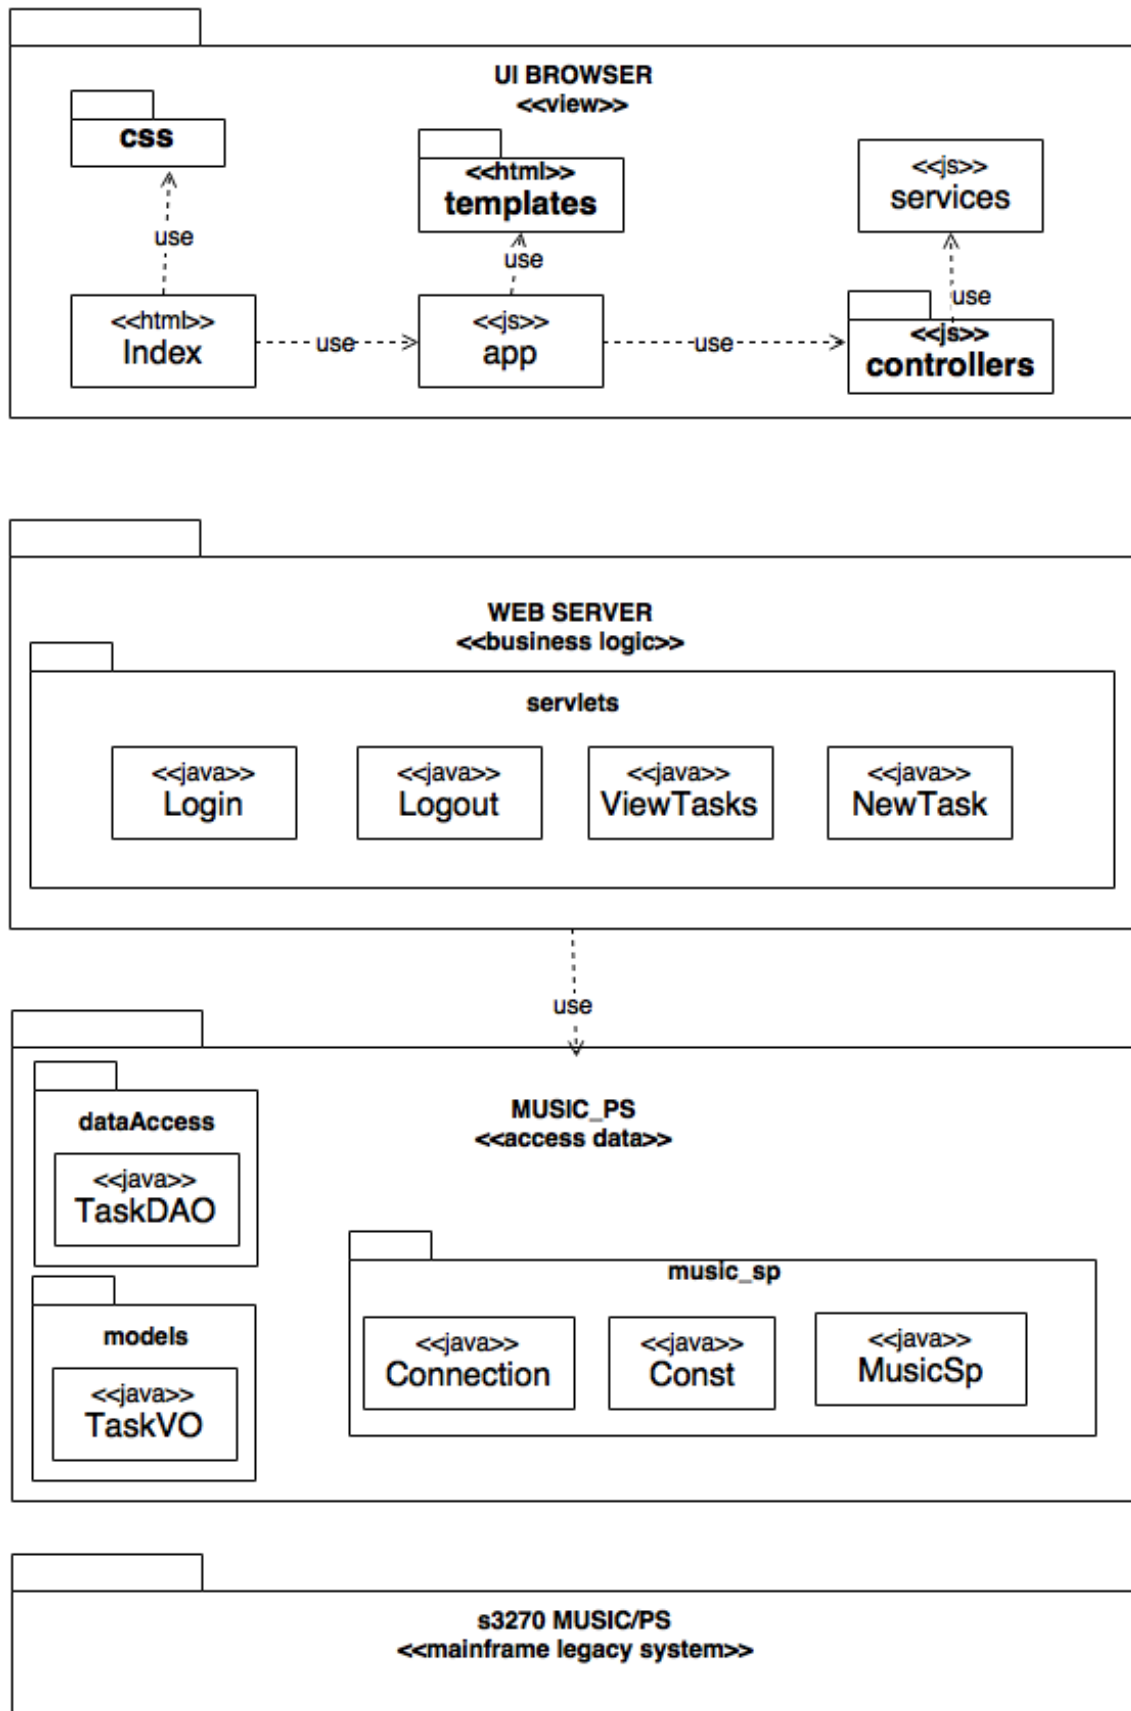 UI BROWSER
<<view>>
css
<<html>>
templates
<<js>>
services
use
use
use
<<html>>
Index
use
<<js>>
app
use
<<js>>
controllers
WEB SERVER
<<business logic>>
servlets
<<java>>
Login
<<java>>
Logout
<<java>>
ViewTasks
<<java>>
NewTask
use
dataAccess
<<java>>
TaskDAO
MUSIC_PS
<<access data>>
models
<<java>>
TaskVO
music_sp
<<java>>
Connection
<<java>>
Const
<<java>>
MusicSp
s3270 MUSIC/PS
<<mainframe legacy system>>